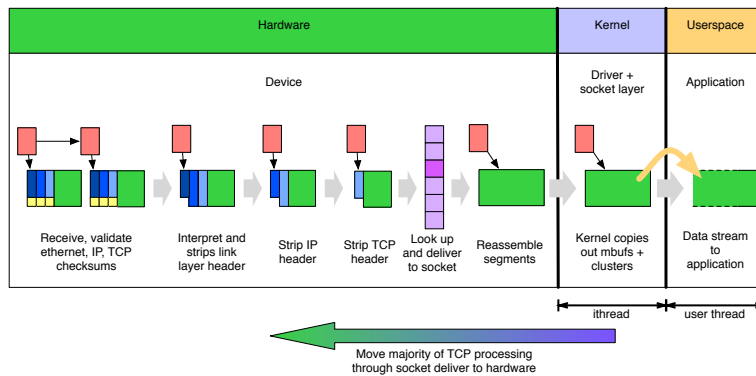 Hardware
Kernel
Userspace
Device
Driver +
socket layer
Application
Receive, validate
ethernet, IP, TCP
checksums
Interpret and
strips link
layer header
Strip IP
header
Strip TCP
header
Look up
and deliver
to socket
Reassemble
segments
Kernel copies
out mbufs +
clusters
Data stream
to
application
ithread
user thread
Move majority of TCP processing
through socket deliver to hardware